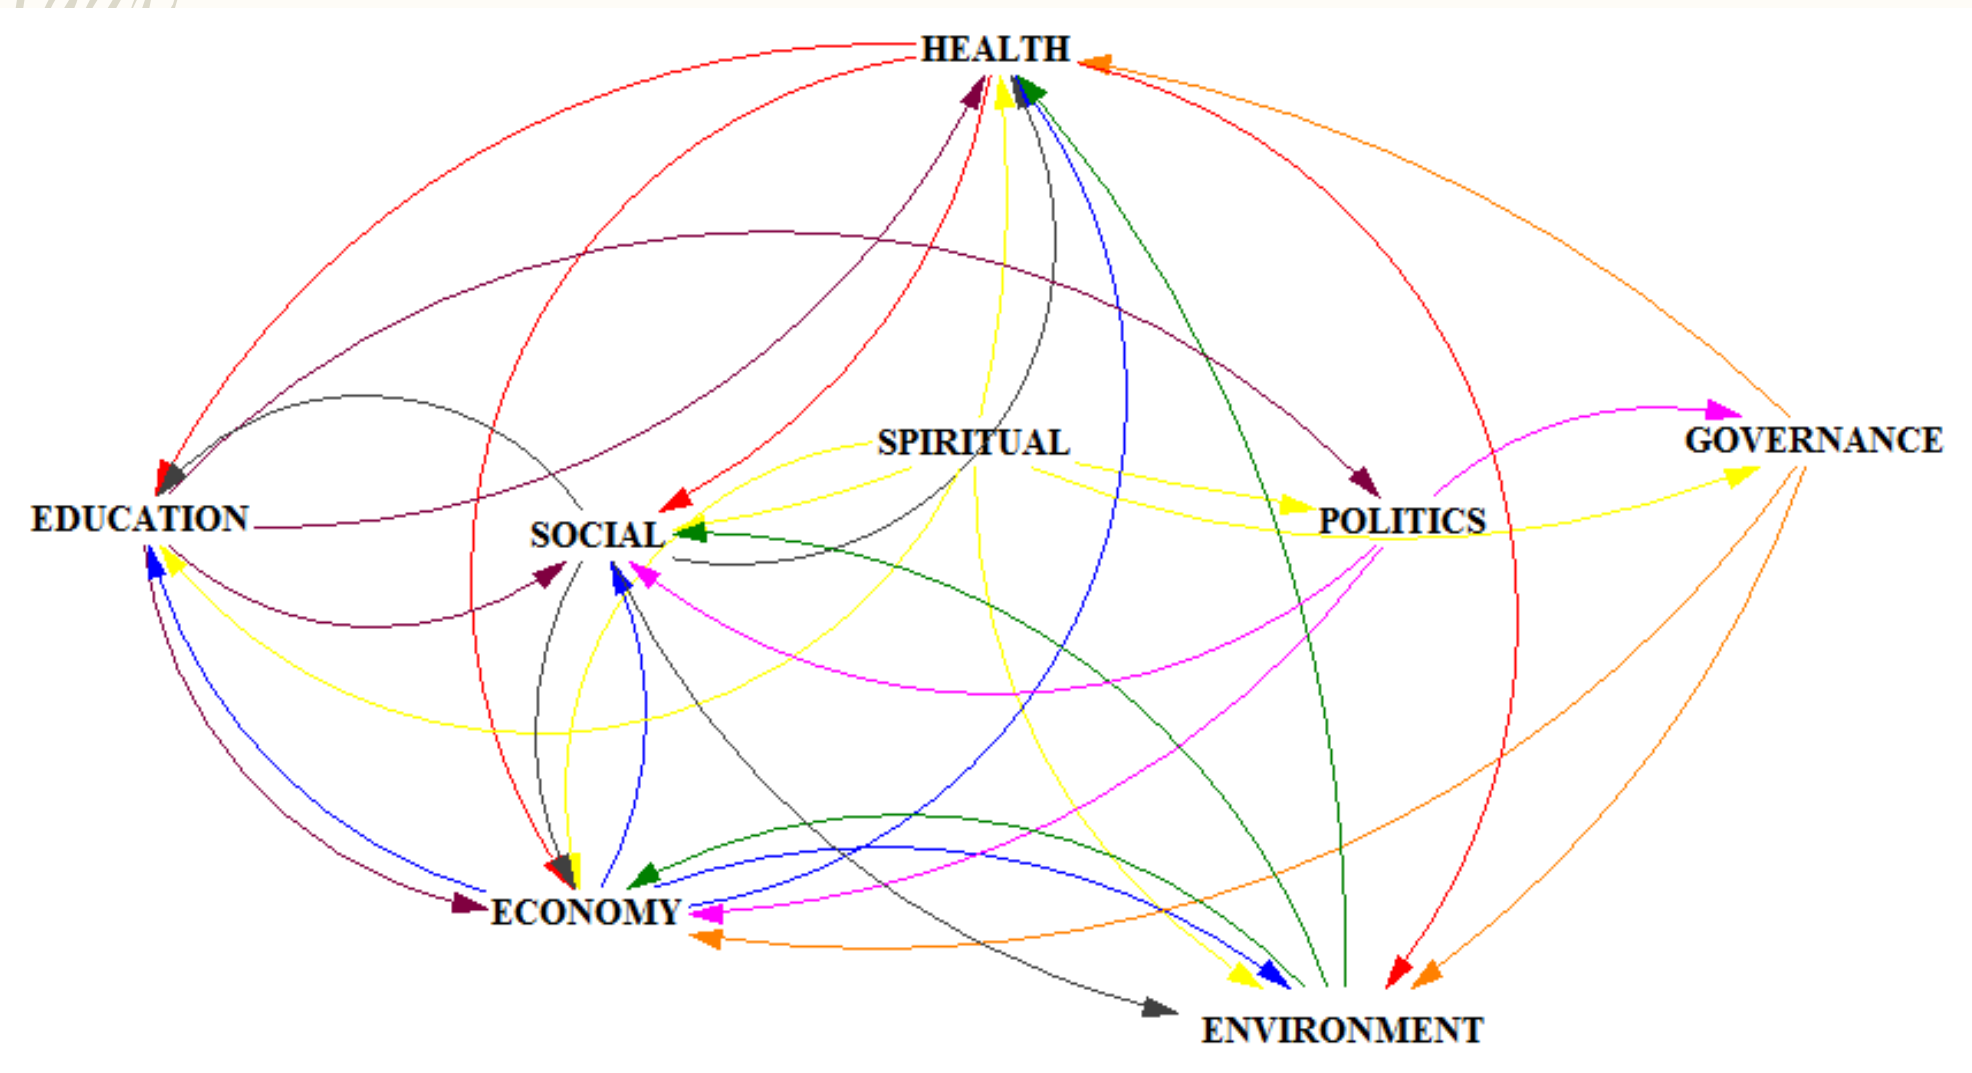 HEALTH
SPIRITUAL
GOVERNANCE
EDUCATION
SOCIAL
POLITICS
ECONOMY
ENVIRONMENT